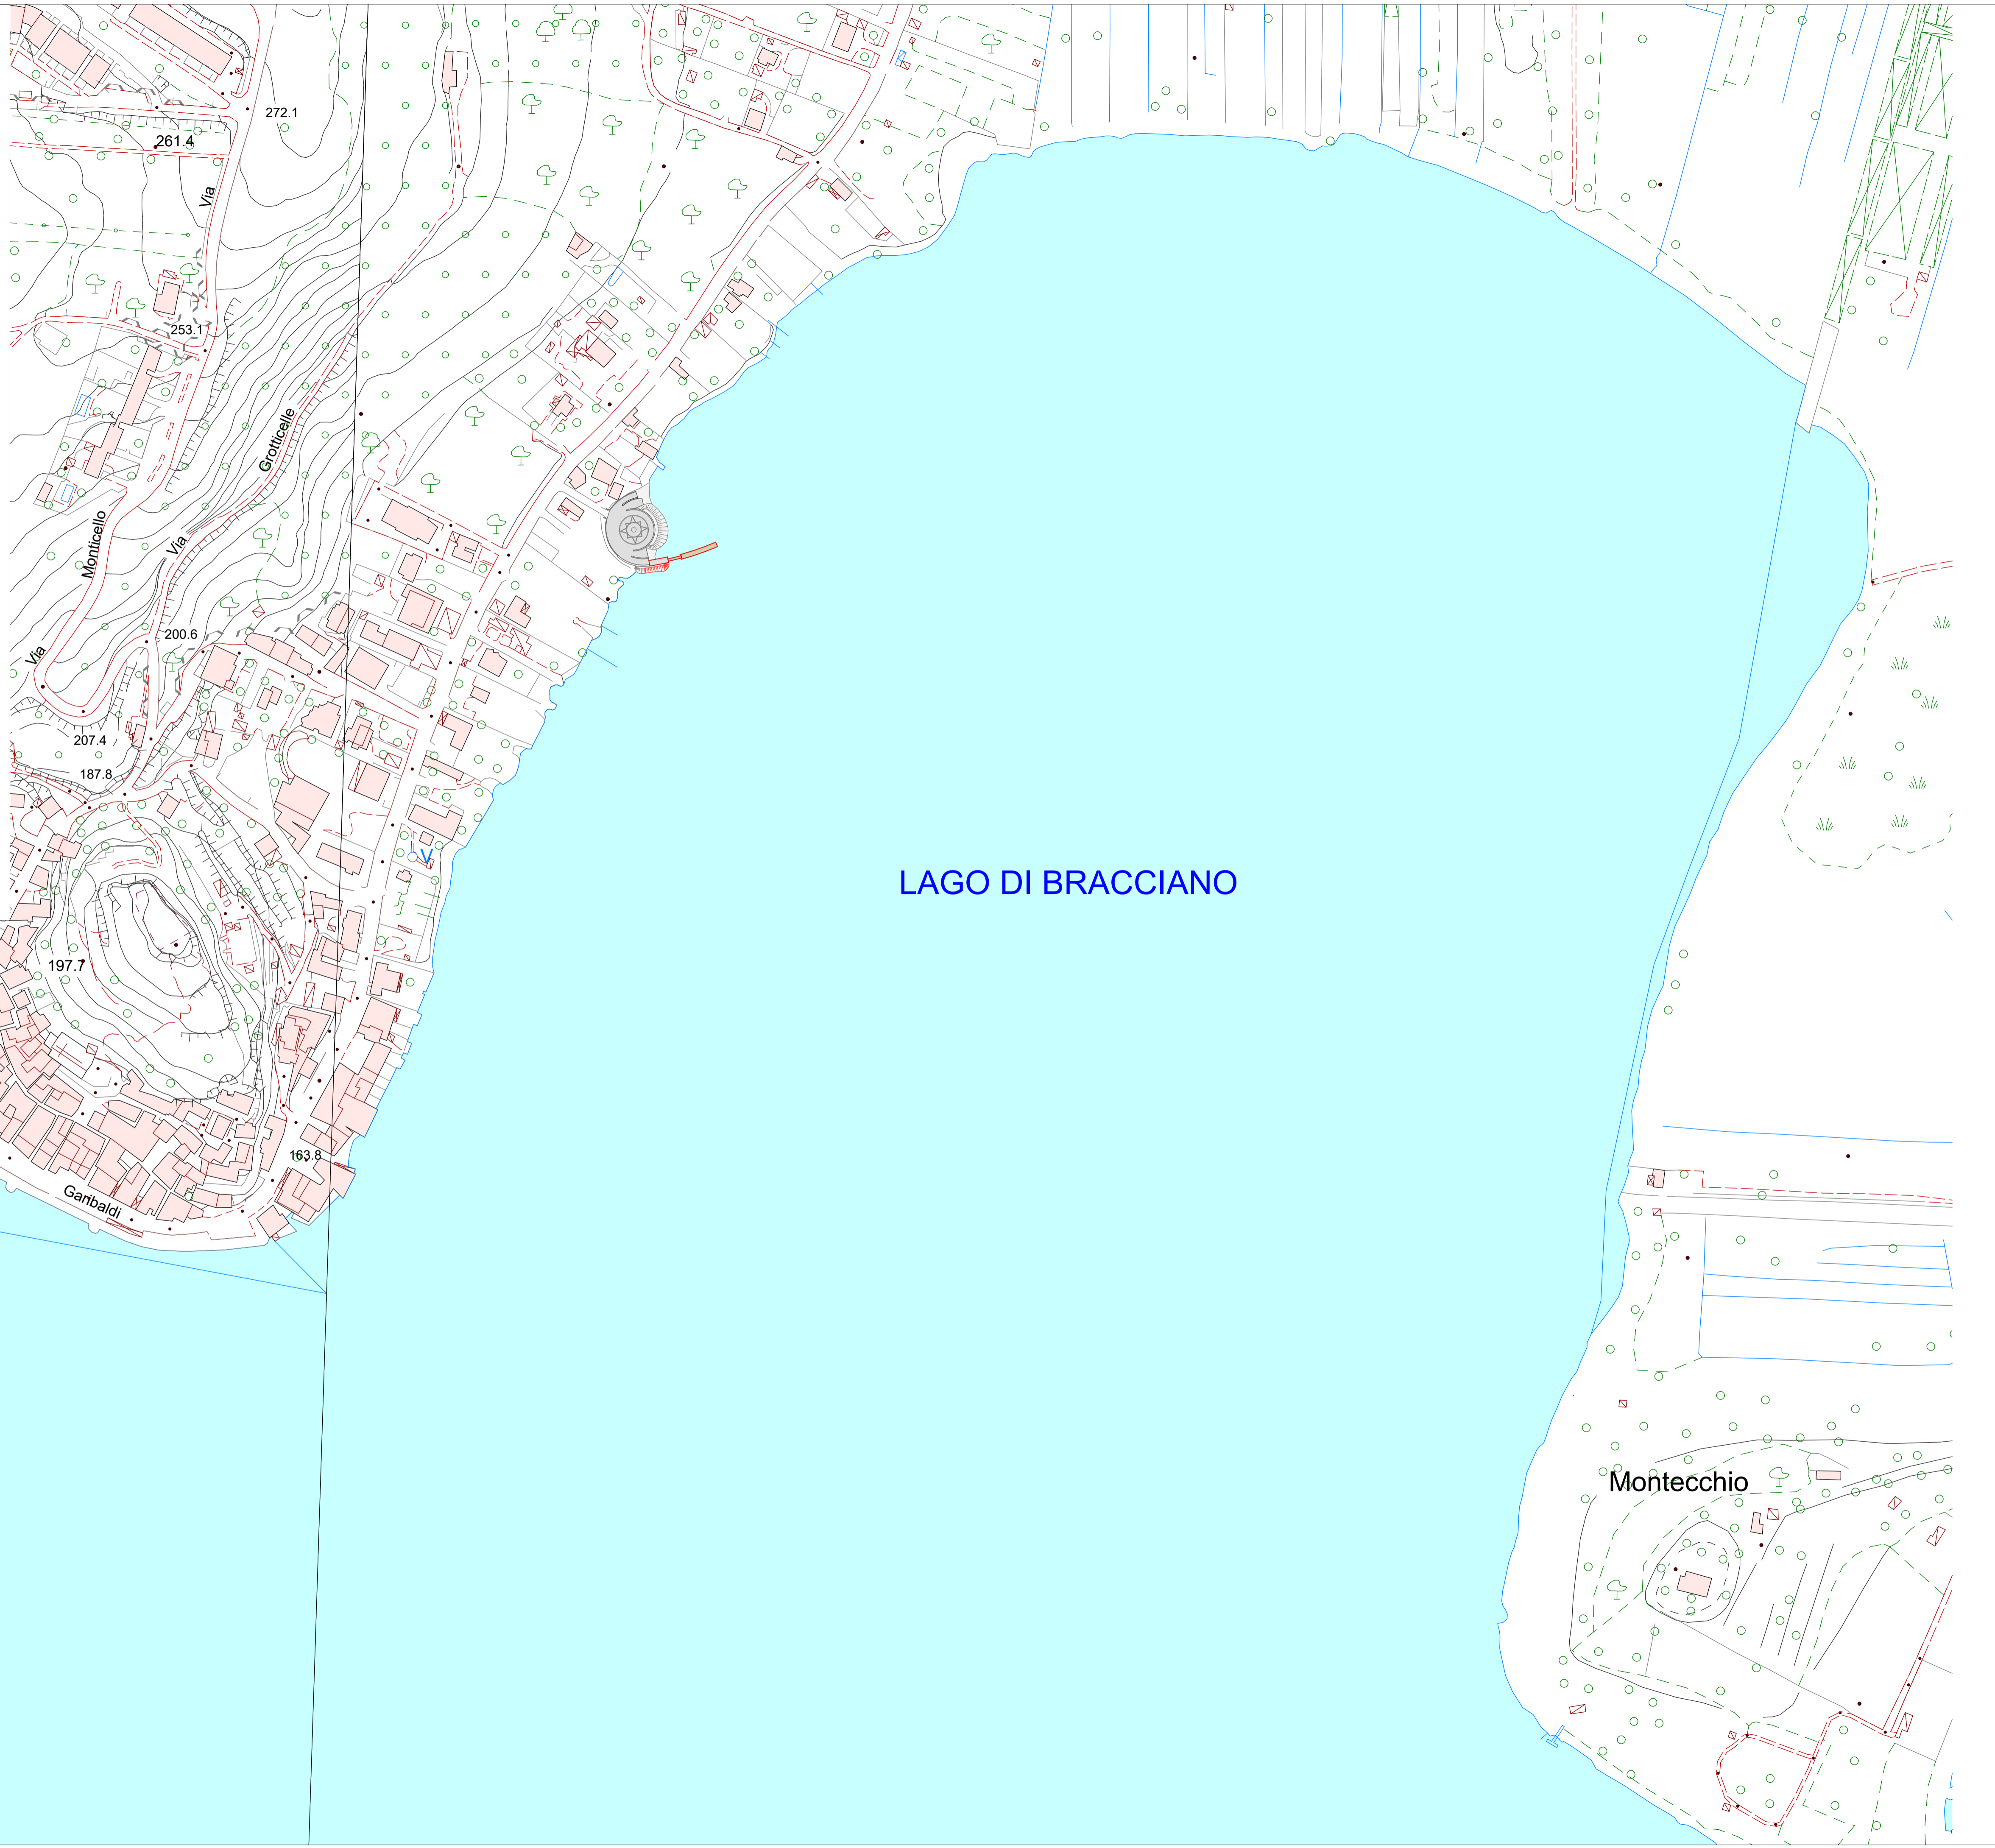 272.1
261.4
Via
253.1
Grotticelle
Monticello
Via
200.6
Via
207.4
187.8
V
LAGO DI BRACCIANO
197.7
163.8
Garibaldi
Montecchio